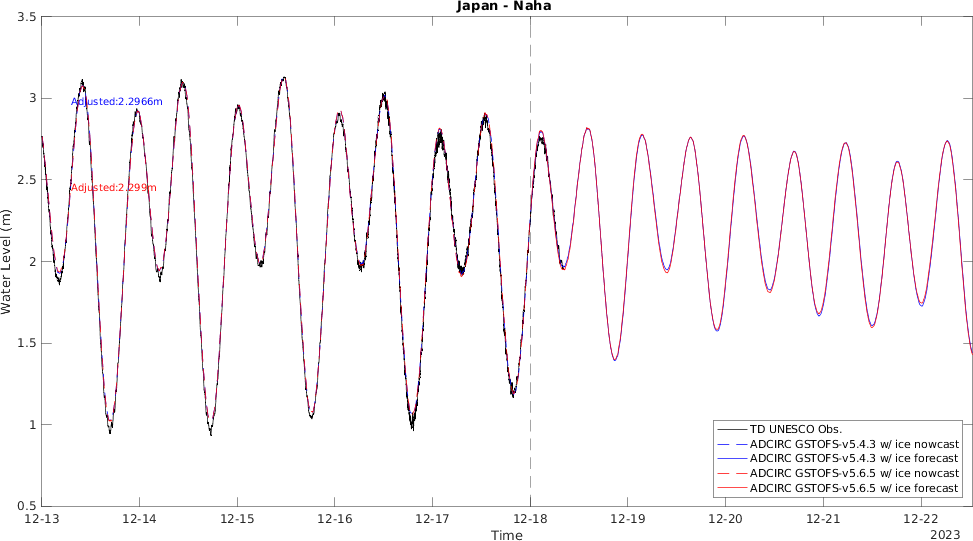 Japan - Naha
3.5
3
2.5
2
1.5
1
0.5
Water Level (m)
Adjusted:2.2966m
Adjusted:2.299m
TD UNESCO Obs.
ADCIRC GSTOFS-v5.4.3 w/ ice nowcast
ADCIRC GSTOFS-v5.4.3 w/ ice forecast
ADCIRC GSTOFS-v5.6.5 w/ ice nowcast
ADCIRC GSTOFS-v5.6.5 w/ ice forecast
12-13 12-14 12-15 12-16 12-17 12-18 12-19 12-20 12-21 12-22
Time
2023